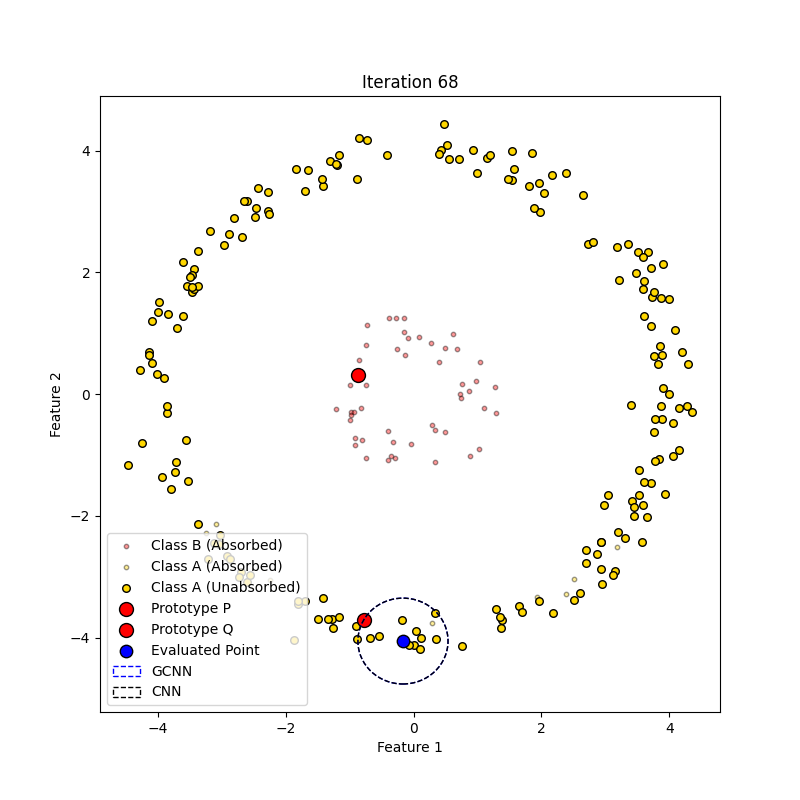 Iteration 68
Feature 2
4
2
0
−2
−4
Class B (Absorbed)
Class A (Absorbed)
Class A (Unabsorbed)
Prototype P
Prototype Q
Evaluated Point
GCNN
CNN
−4
−2
0
2
4
Feature 1